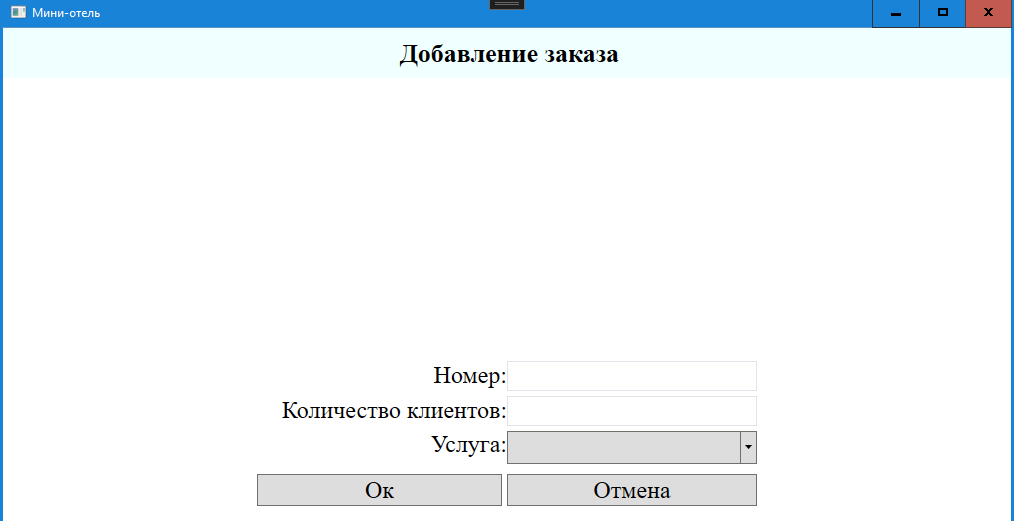 Мини-отель
Добавление заказа
Номер:
Количество клиентов:
Услуга:
Ок
Отмена